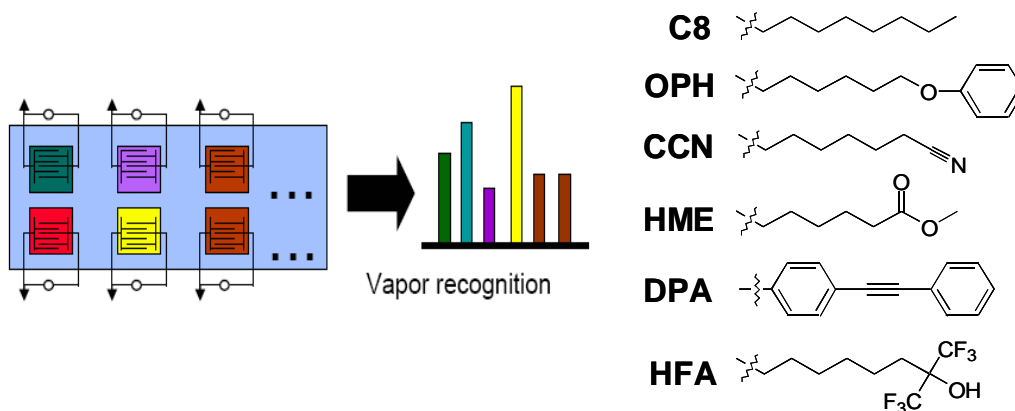 ... 
...
Vapor recognition
C8
OPH
O
CCN
N
HME
O
O
DPA
HFA
CF₃
OH
F₃C